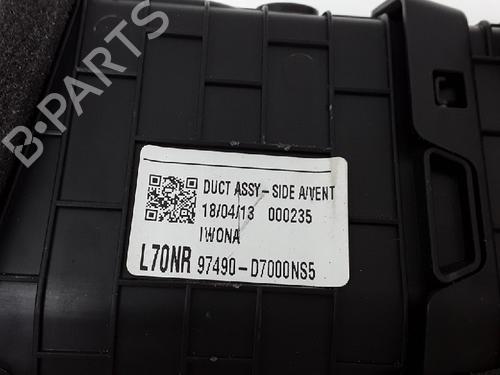 B-PARTS
DUCT ASSY-SIDE A/VENT
18/04/13 000235
IWONA
L70NR 97490-D7000NS5